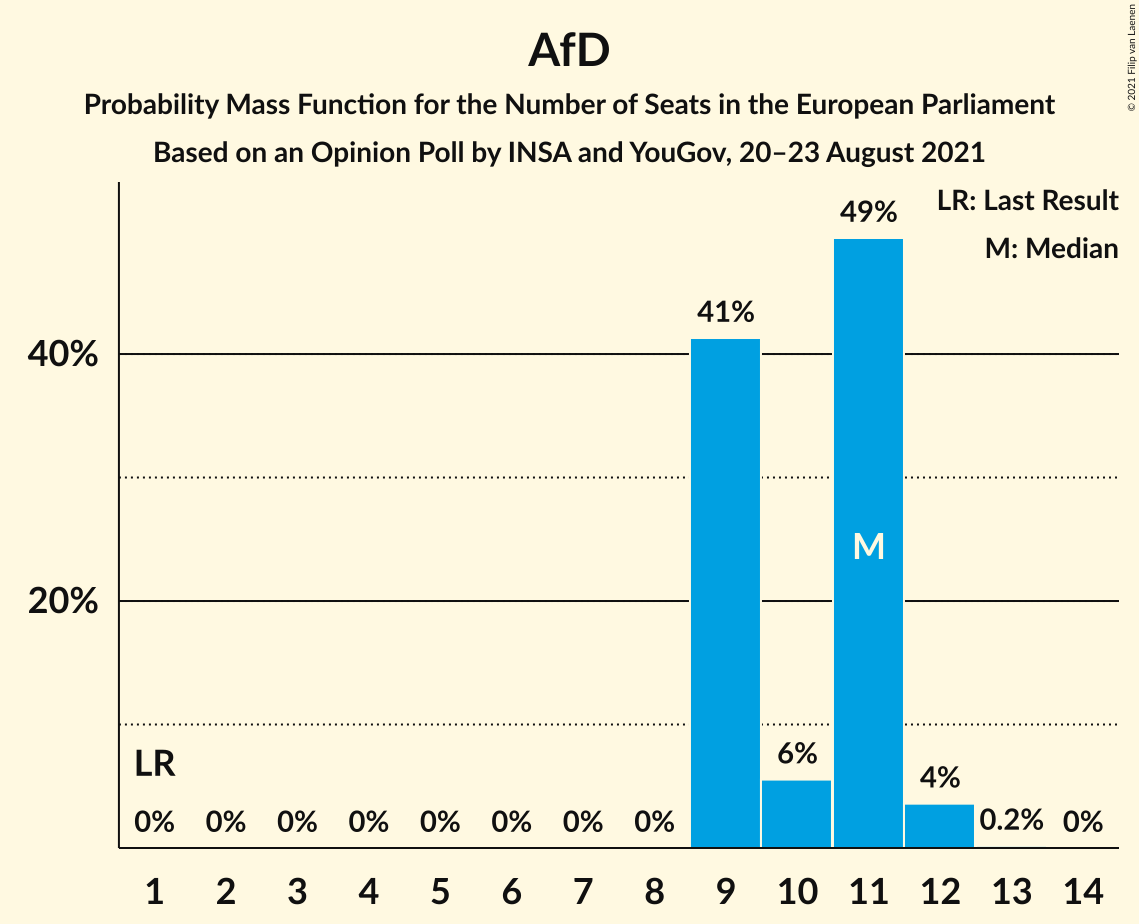 AfD
Probability Mass Function for the Number of Seats in the European Parliament
Based on an Opinion Poll by INSA and YouGov, 20–23 August 2021
© 2021 Filip van Laenen
LR: Last Result
M: Median
49%
41%
40%
M
20%
LR
6%
4%
0% 0% 0% 0% 0% 0% 0% 0% 0.2% 0%
1 2 3 4 5 6 7 8 9 10 11 12 13 14